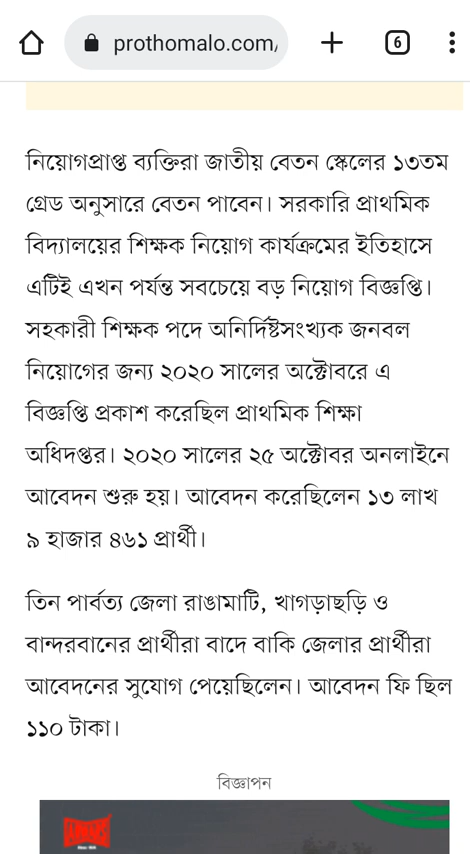 prothomalo.com/
6
নিয়োগপ্রাপ্ত ব্যক্তিরা জাতীয় বেতন স্কেলের ১৩তম
গ্রেড অনুসারে বেতন পাবেন। সরকারি প্রাথমিক
বিদ্যালয়ের শিক্ষক নিয়োগ কার্যক্রমের ইতিহাসে
এটিই এখন পর্যন্ত সবচেয়ে বড় নিয়োগ বিজ্ঞপ্তি।
সহকারী শিক্ষক পদে অনির্দিষ্টসংখ্যক জনবল
নিয়োগের জন্য ২০২০ সালের অক্টোবরে এ
বিজ্ঞপ্তি প্রকাশ করেছিল প্রাথমিক শিক্ষা
অধিদপ্তর। ২০২০ সালের ২৫ অক্টোবর অনলাইনে
আবেদন শুরু হয়। আবেদন করেছিলেন ১৩ লাখ
৯ হাজার ৪৬১ প্রার্থী।
তিন পার্বত্য জেলা রাঙামাটি, খাগড়াছড়ি ও
বান্দরবানের প্রার্থীরা বাদে বাকি জেলার প্রার্থীরা
আবেদনের সুযোগ পেয়েছিলেন। আবেদন ফি ছিল
১১০ টাকা।
বিজ্ঞাপন